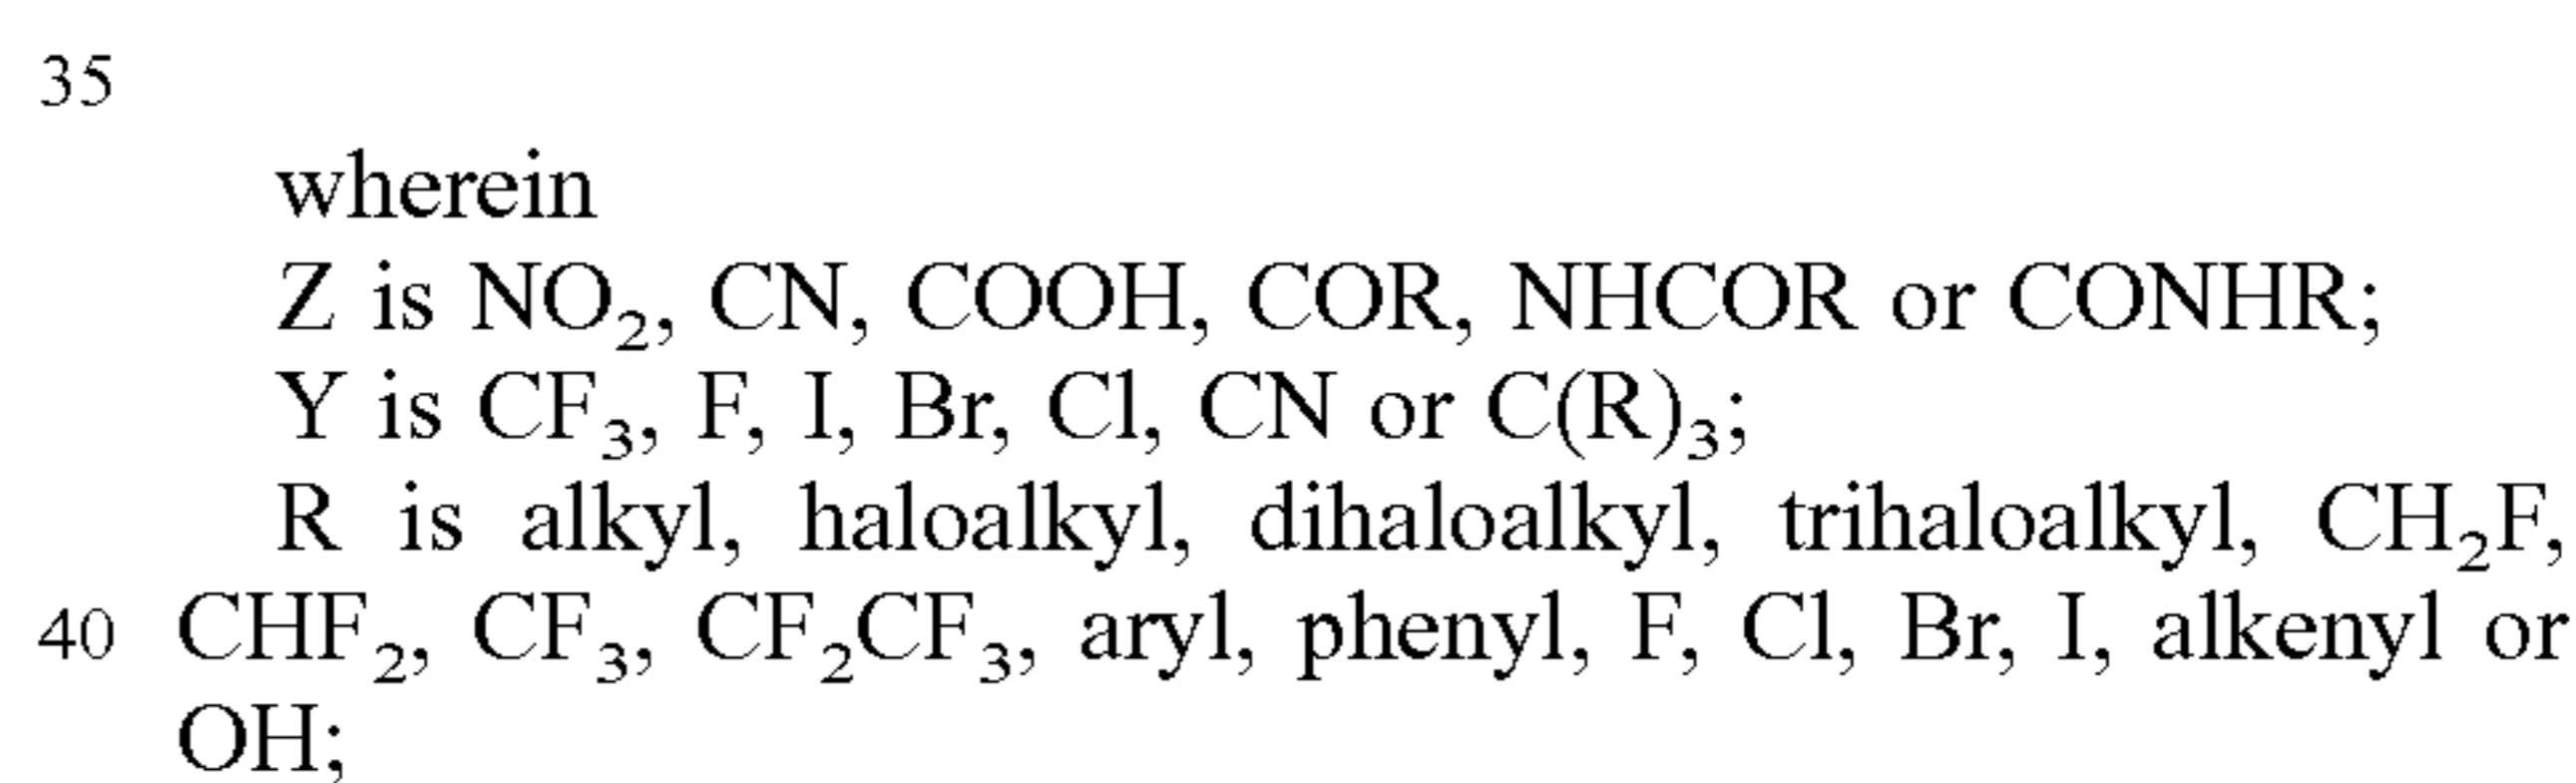 35
wherein
Z is NO₂, CN, COOH, COR, NHCOR or CONHR;
Y is CF₃, F, I, Br, Cl, CN or C(R)₃;
R is alkyl, haloalkyl, dihaloalkyl, trihaloalkyl, CH₂F,
40 CHF₂, CF₃, CF₂CF₃, aryl, phenyl, F, Cl, Br, I, alkenyl or
OH;